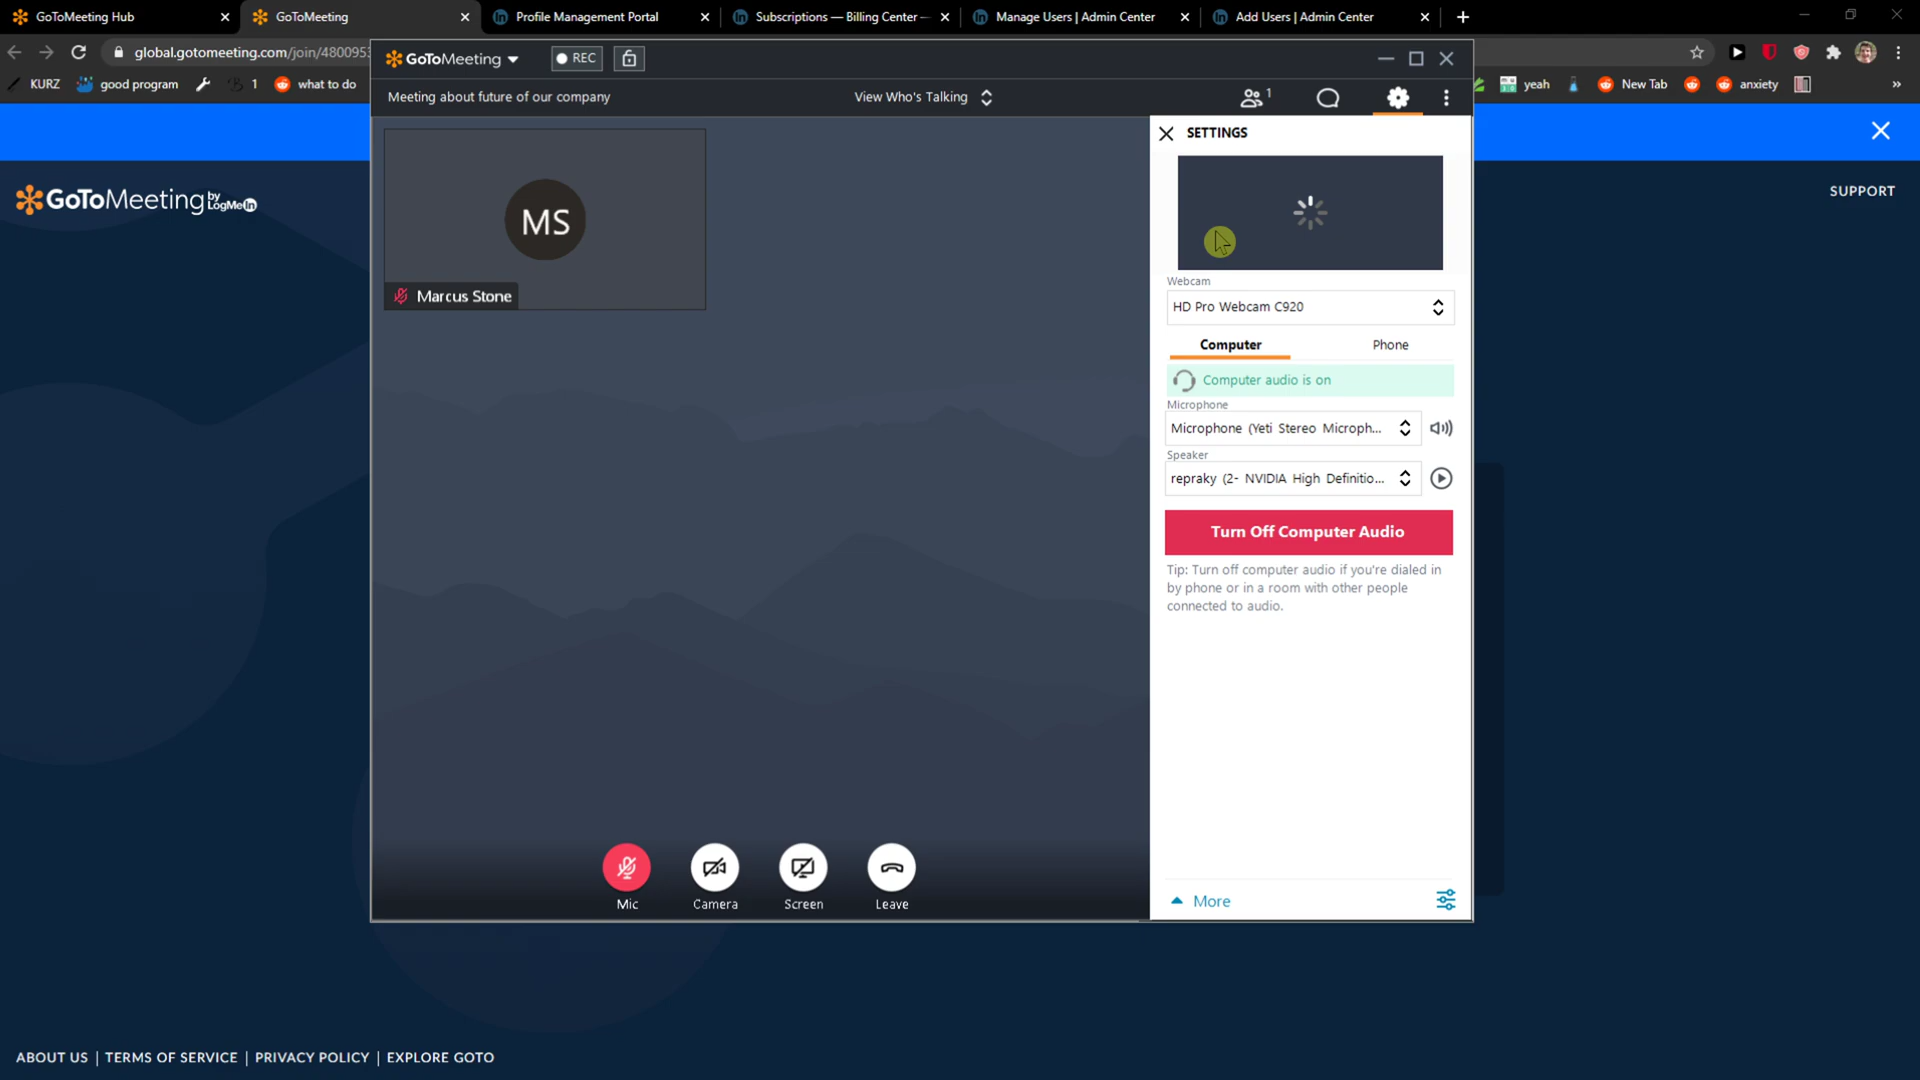 GoToMeeting Hub
GoToMeeting
Profile Management Portal
Subscriptions — Billing Center —
Manage Users | Admin Center
Add Users | Admin Center
global.gotomeeting.com/join/4800953
KURZ
good program
1
what to do
yeah
New Tab
anxiety
»
GoToMeeting
REC
Meeting about future of our company
View Who's Talking
1
SETTINGS
GoToMeeting by LogMeIn
SUPPORT
MS
Marcus Stone
Webcam
HD Pro Webcam C920
Computer
Phone
Computer audio is on
Microphone
Microphone (Yeti Stereo Microph...
Speaker
repraky (2- NVIDIA High Definitio...
Turn Off Computer Audio
Tip: Turn off computer audio if you're dialed in
by phone or in a room with other people
connected to audio.
Mic
Camera
Screen
Leave
More
ABOUT US | TERMS OF SERVICE | PRIVACY POLICY | EXPLORE GOTO